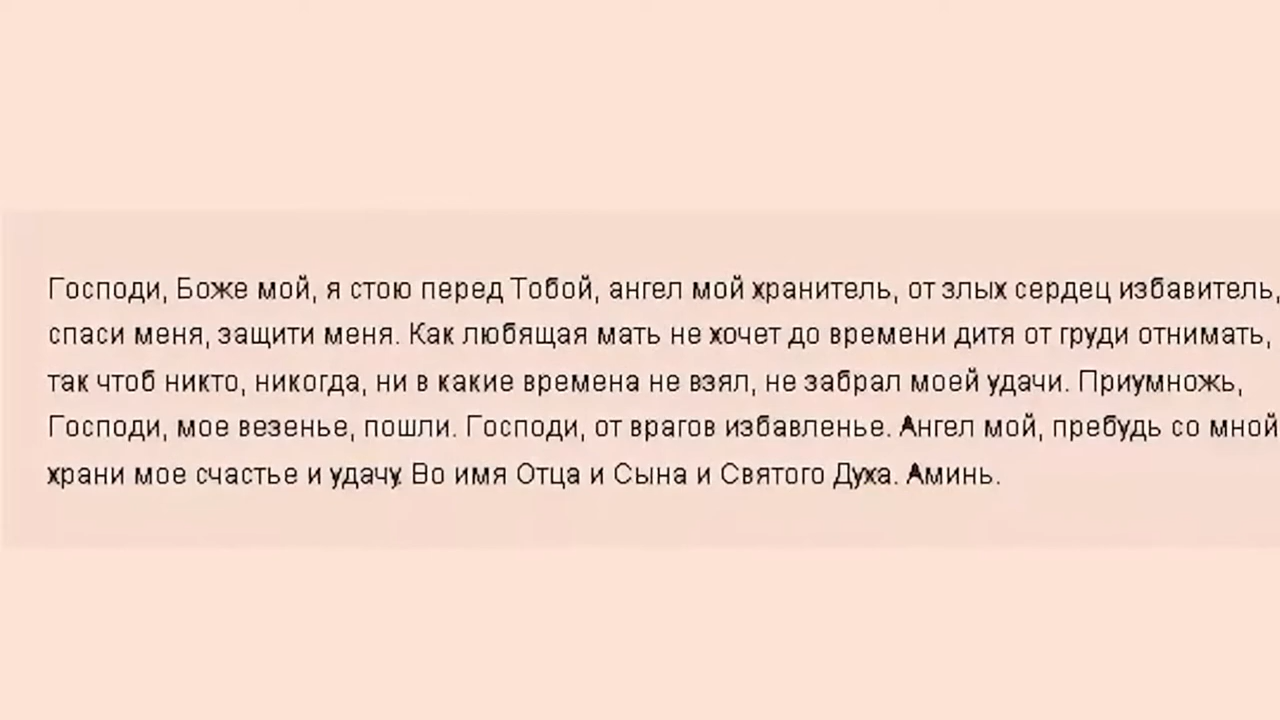 Господи, Боже мой, я стою перед Тобой, ангел мой хранитель, от злых сердец избавитель,
спаси меня, защити меня. Как любящая мать не хочет до времени дитя от груди отнимать,
так чтоб никто, никогда, ни в какие времена не взял, не забрал моей удачи. Приумножь,
Господи, мое везенье, пошли. Господи, от врагов избавленье. Ангел мой, пребудь со мной
храни мое счастье и удачу. Во имя Отца и Сына и Святого Духа. Аминь.